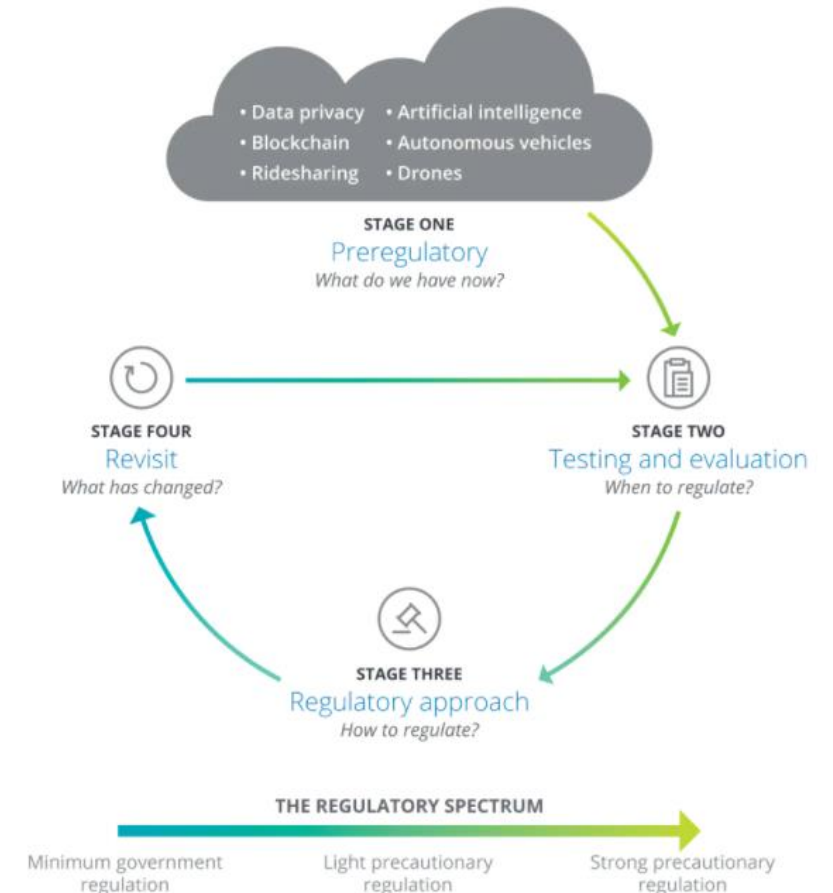 • Data privacy • Artificial intelligence
• Blockchain • Autonomous vehicles
• Ridesharing • Drones
STAGE ONE
Preregulatory
What do we have now?
STAGE TWO
Testing and evaluation
When to regulate?
STAGE THREE
Regulatory approach
How to regulate?
STAGE FOUR
Revisit
What has changed?
THE REGULATORY SPECTRUM
Minimum government
regulation
Light precautionary
regulation
Strong precautionary
regulation